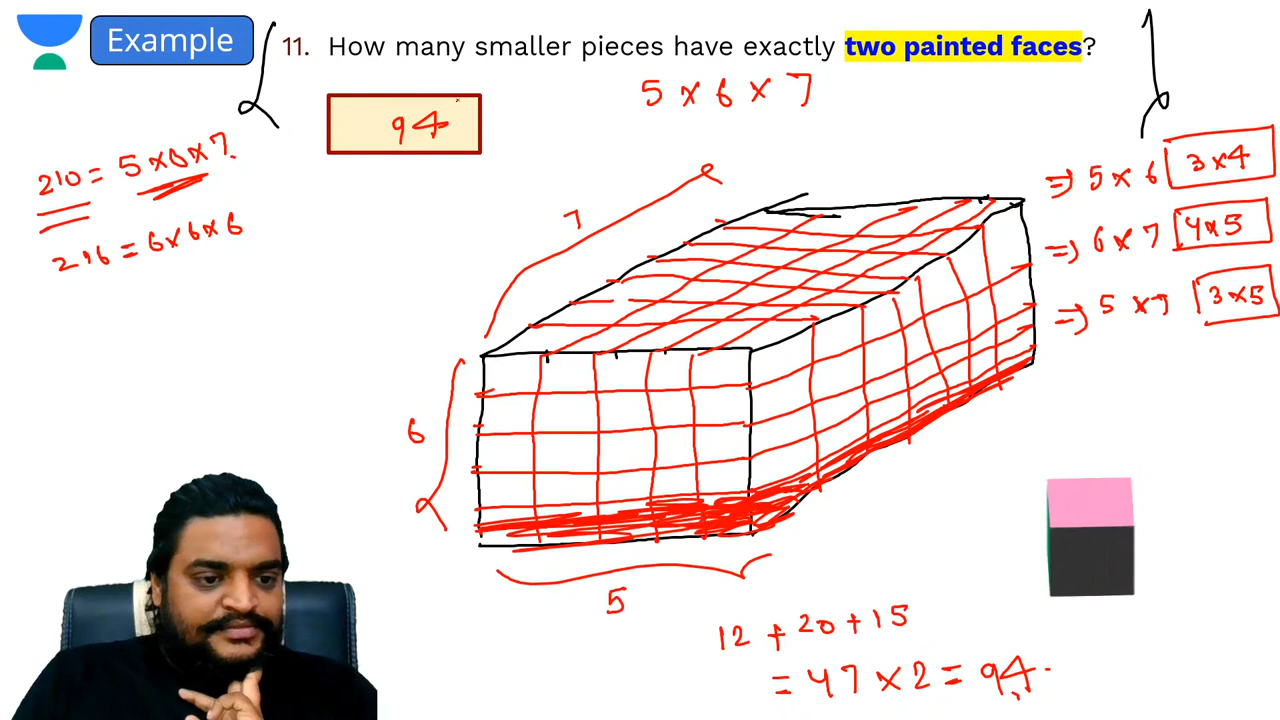 Example
11. How many smaller pieces have exactly two painted faces?
5 × 6 × 7
94
210 = 5×6×7
216 = 6×6×6
⇒ 5 × 6 3×4
⇒ 6 × 7 4×5
⇒ 5 × 7 3×5
7
6
5
12 + 20 + 15
= 47 × 2 = 94.